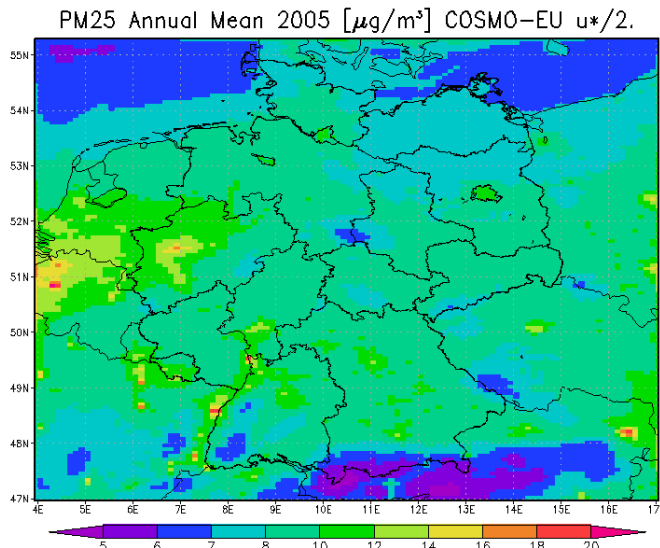 PM25 Annual Mean 2005 [μg/m³] COSMO-EU u*/2.
55N
54N
53N
52N
51N
50N
49N
48N
47N
4E 5E 6E 7E 8E 9E 10E 11E 12E 13E 14E 15E 16E 17E
5 6 7 8 10 12 14 16 18 20